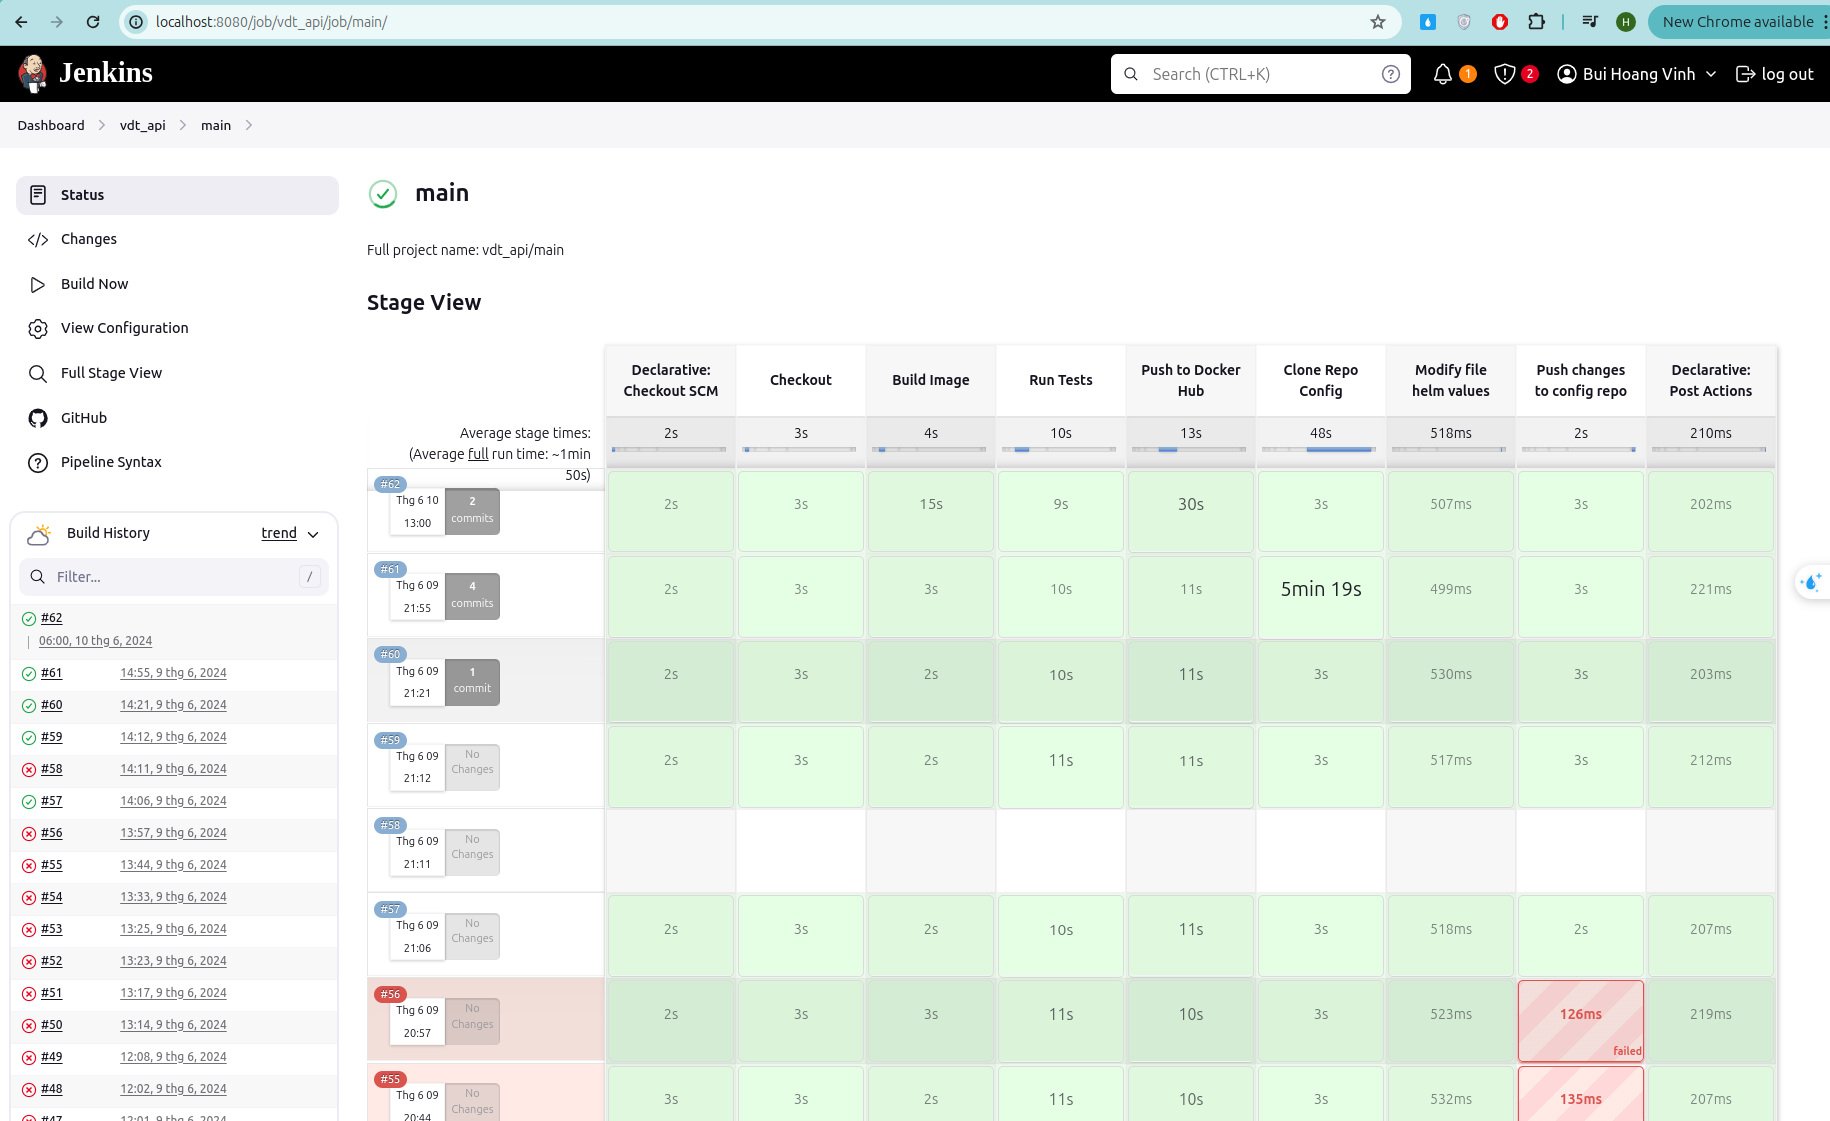 localhost:8080/job/vdt_api/job/main/
H
New Chrome available
Jenkins
Search (CTRL+K)
?
1
2
Bui Hoang Vinh
log out
Dashboard
vdt_api
main
Status
Changes
Build Now
View Configuration
Full Stage View
GitHub
Pipeline Syntax
Build History
trend
Filter...
/
#62
06:00, 10 thg 6, 2024
#61 14:55, 9 thg 6, 2024
#60 14:21, 9 thg 6, 2024
#59 14:12, 9 thg 6, 2024
#58 14:11, 9 thg 6, 2024
#57 14:06, 9 thg 6, 2024
#56 13:57, 9 thg 6, 2024
#55 13:44, 9 thg 6, 2024
#54 13:33, 9 thg 6, 2024
#53 13:25, 9 thg 6, 2024
#52 13:23, 9 thg 6, 2024
#51 13:17, 9 thg 6, 2024
#50 13:14, 9 thg 6, 2024
#49 12:08, 9 thg 6, 2024
#48 12:02, 9 thg 6, 2024
#47 12:01, 9 thg 6, 2024
main
Full project name: vdt_api/main
Stage View
Declarative: Checkout SCM
Checkout
Build Image
Run Tests
Push to Docker Hub
Clone Repo Config
Modify file helm values
Push changes to config repo
Declarative: Post Actions
Average stage times:
(Average full run time: ~1min
50s)
2s 3s 4s 10s 13s 48s 518ms 2s 210ms
#62
Thg 6 10
13:00
2
commits
2s 3s 15s 9s 30s 3s 507ms 3s 202ms
#61
Thg 6 09
21:55
4
commits
2s 3s 3s 10s 11s 5min 19s 499ms 3s 221ms
#60
Thg 6 09
21:21
1
commit
2s 3s 2s 10s 11s 3s 530ms 3s 203ms
#59
Thg 6 09
21:12
No
Changes
2s 3s 2s 11s 11s 3s 517ms 3s 212ms
#58
Thg 6 09
21:11
No
Changes
#57
Thg 6 09
21:06
No
Changes
2s 3s 2s 10s 11s 3s 518ms 2s 207ms
#56
Thg 6 09
20:57
No
Changes
2s 3s 3s 11s 10s 3s 523ms 126ms 219ms
failed
#55
Thg 6 09
20:44
No
Changes
3s 3s 2s 11s 10s 3s 532ms 135ms 207ms